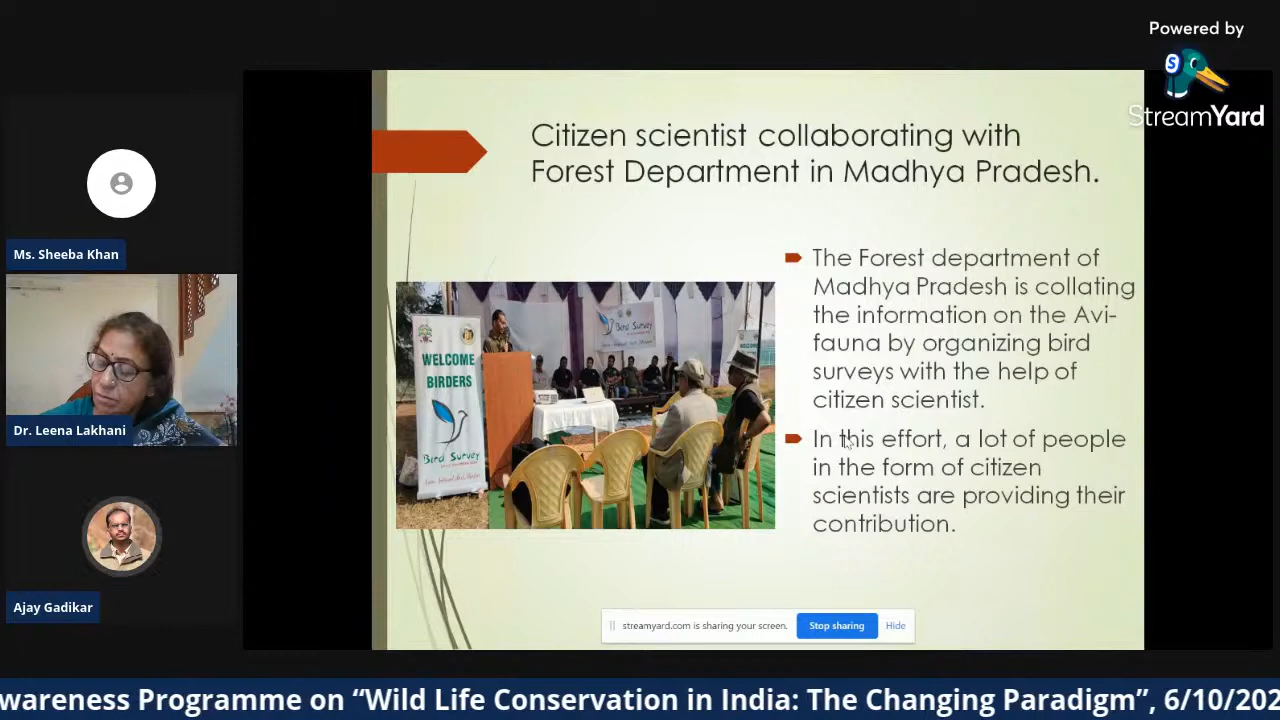 Powered by
S
StreamYard
Citizen scientist collaborating with
Forest Department in Madhya Pradesh.
Ms. Sheeba Khan
The Forest department of
Madhya Pradesh is collating
the information on the Avi-
fauna by organizing bird
surveys with the help of
citizen scientist.
In this effort, a lot of people
in the form of citizen
scientists are providing their
contribution.
WELCOME
BIRDERS
Bird Survey
Bird Survey
WELCOME
Dr. Leena Lakhani
Ajay Gadikar
streamyard.com is sharing your screen.
Stop sharing
Hide
wareness Programme on “Wild Life Conservation in India: The Changing Paradigm”, 6/10/202